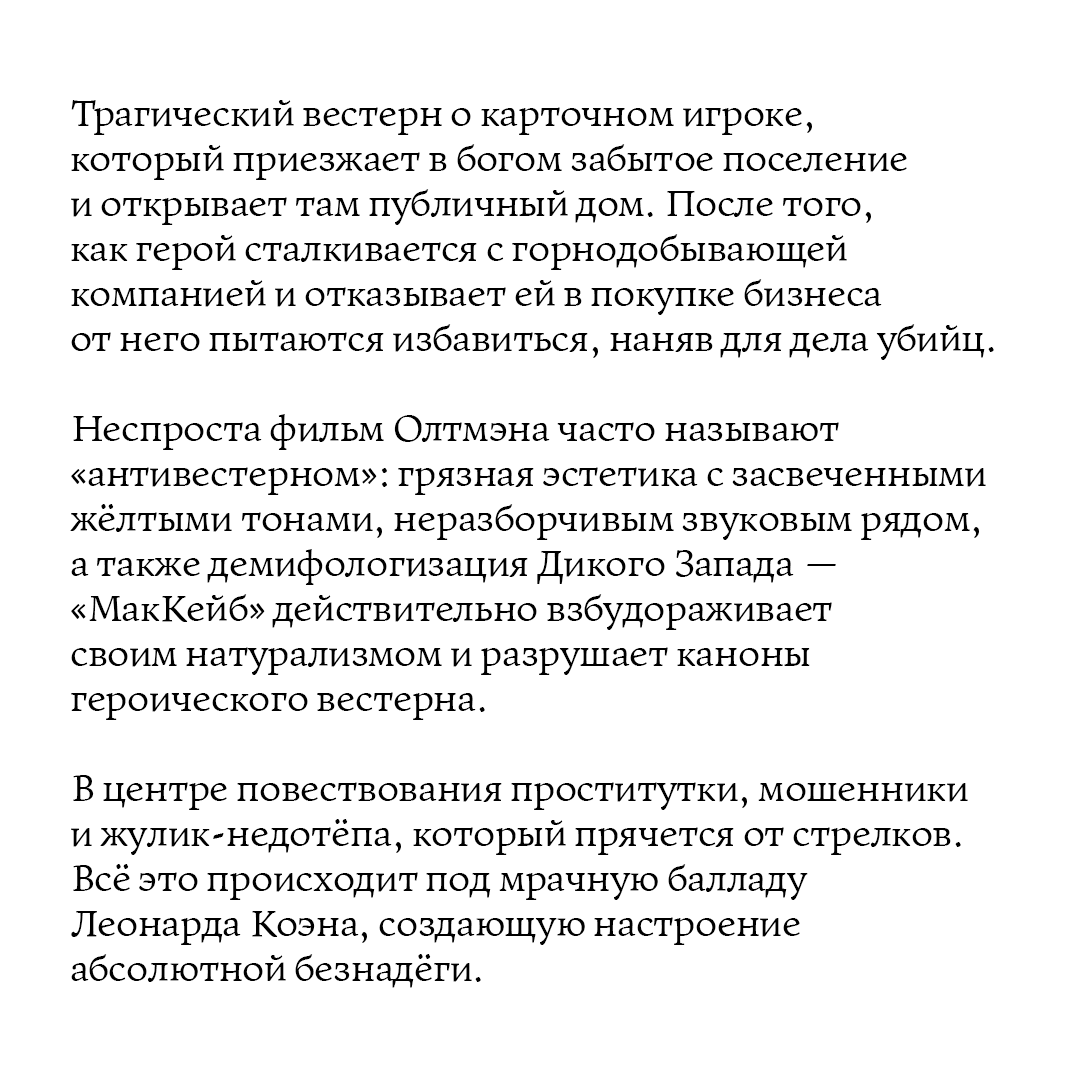 Трагический вестерн о карточном игроке,
который приезжает в богом забытое поселение
и открывает там публичный дом. После того,
как герой сталкивается с горнодобывающей
компанией и отказывает ей в покупке бизнеса
от него пытаются избавиться, наняв для дела убийц.

Неспроста фильм Олтмэна часто называют
«антивестерном»: грязная эстетика с засвеченными
жёлтыми тонами, неразборчивым звуковым рядом,
а также демифологизация Дикого Запада —
«МакКейб» действительно взбудораживает
своим натурализмом и разрушает каноны
героического вестерна.

В центре повествования проститутки, мошенники
и жулик-недотёпа, который прячется от стрелков.
Всё это происходит под мрачную балладу
Леонарда Коэна, создающую настроение
абсолютной безнадёги.